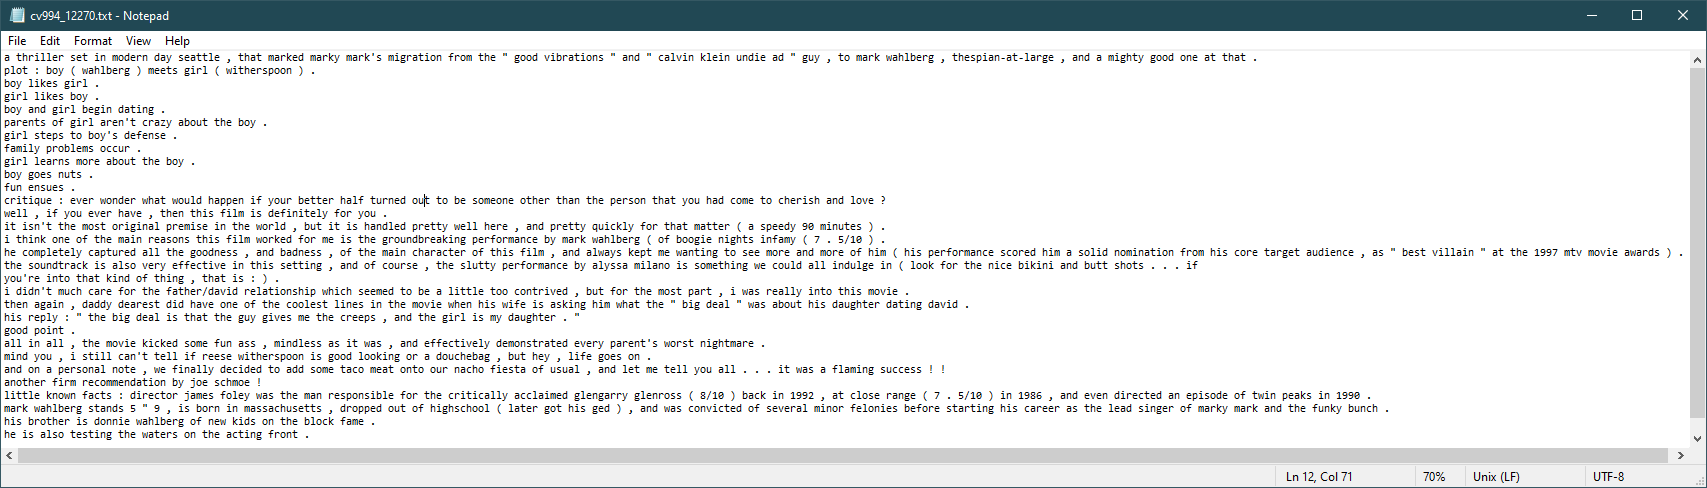 cv994_12270.txt - Notepad
File Edit Format View Help
a thriller set in modern day seattle , that marked marky mark's migration from the " good vibrations " and " calvin klein undie ad " guy , to mark wahlberg , thespian-at-large , and a mighty good one at that .
plot : boy ( wahlberg ) meets girl ( witherspoon ) .
boy likes girl .
girl likes boy .
boy and girl begin dating .
parents of girl aren't crazy about the boy .
girl steps to boy's defense .
family problems occur .
girl learns more about the boy .
boy goes nuts .
fun ensues .
critique : ever wonder what would happen if your better half turned out to be someone other than the person that you had come to cherish and love ?
well , if you ever have , then this film is definitely for you .
it isn't the most original premise in the world , but it is handled pretty well here , and pretty quickly for that matter ( a speedy 90 minutes ) .
i think one of the main reasons this film worked for me is the groundbreaking performance by mark wahlberg ( of boogie nights infamy ( 7 . 5/10 ) .
he completely captured all the goodness , and badness , of the main character of this film , and always kept me wanting to see more and more of him ( his performance scored him a solid nomination from his core target audience , as " best villain " at the 1997 mtv movie awards ) .
the soundtrack is also very effective in this setting , and of course , the slutty performance by alyssa milano is something we could all indulge in ( look for the nice bikini and butt shots . . . if
you're into that kind of thing , that is : ) .
i didn't much care for the father/david relationship which seemed to be a little too contrived , but for the most part , i was really into this movie .
then again , daddy dearest did have one of the coolest lines in the movie when his wife is asking him what the " big deal " was about his daughter dating david .
his reply : " the big deal is that the guy gives me the creeps , and the girl is my daughter . "
good point .
all in all , the movie kicked some fun ass , mindless as it was , and effectively demonstrated every parent's worst nightmare .
mind you , i still can't tell if reese witherspoon is good looking or a douchebag , but hey , life goes on .
and on a personal note , we finally decided to add some taco meat onto our nacho fiesta of usual , and let me tell you all . . . it was a flaming success ! !
another firm recommendation by joe schmoe !
little known facts : director james foley was the man responsible for the critically acclaimed glengarry glenross ( 8/10 ) back in 1992 , at close range ( 7 . 5/10 ) in 1986 , and even directed an episode of twin peaks in 1990 .
mark wahlberg stands 5 " 9 , is born in massachusetts , dropped out of highschool ( later got his ged ) , and was convicted of several minor felonies before starting his career as the lead singer of marky mark and the funky bunch .
his brother is donnie wahlberg of new kids on the block fame .
he is also testing the waters on the acting front .
Ln 12, Col 71 70% Unix (LF) UTF-8